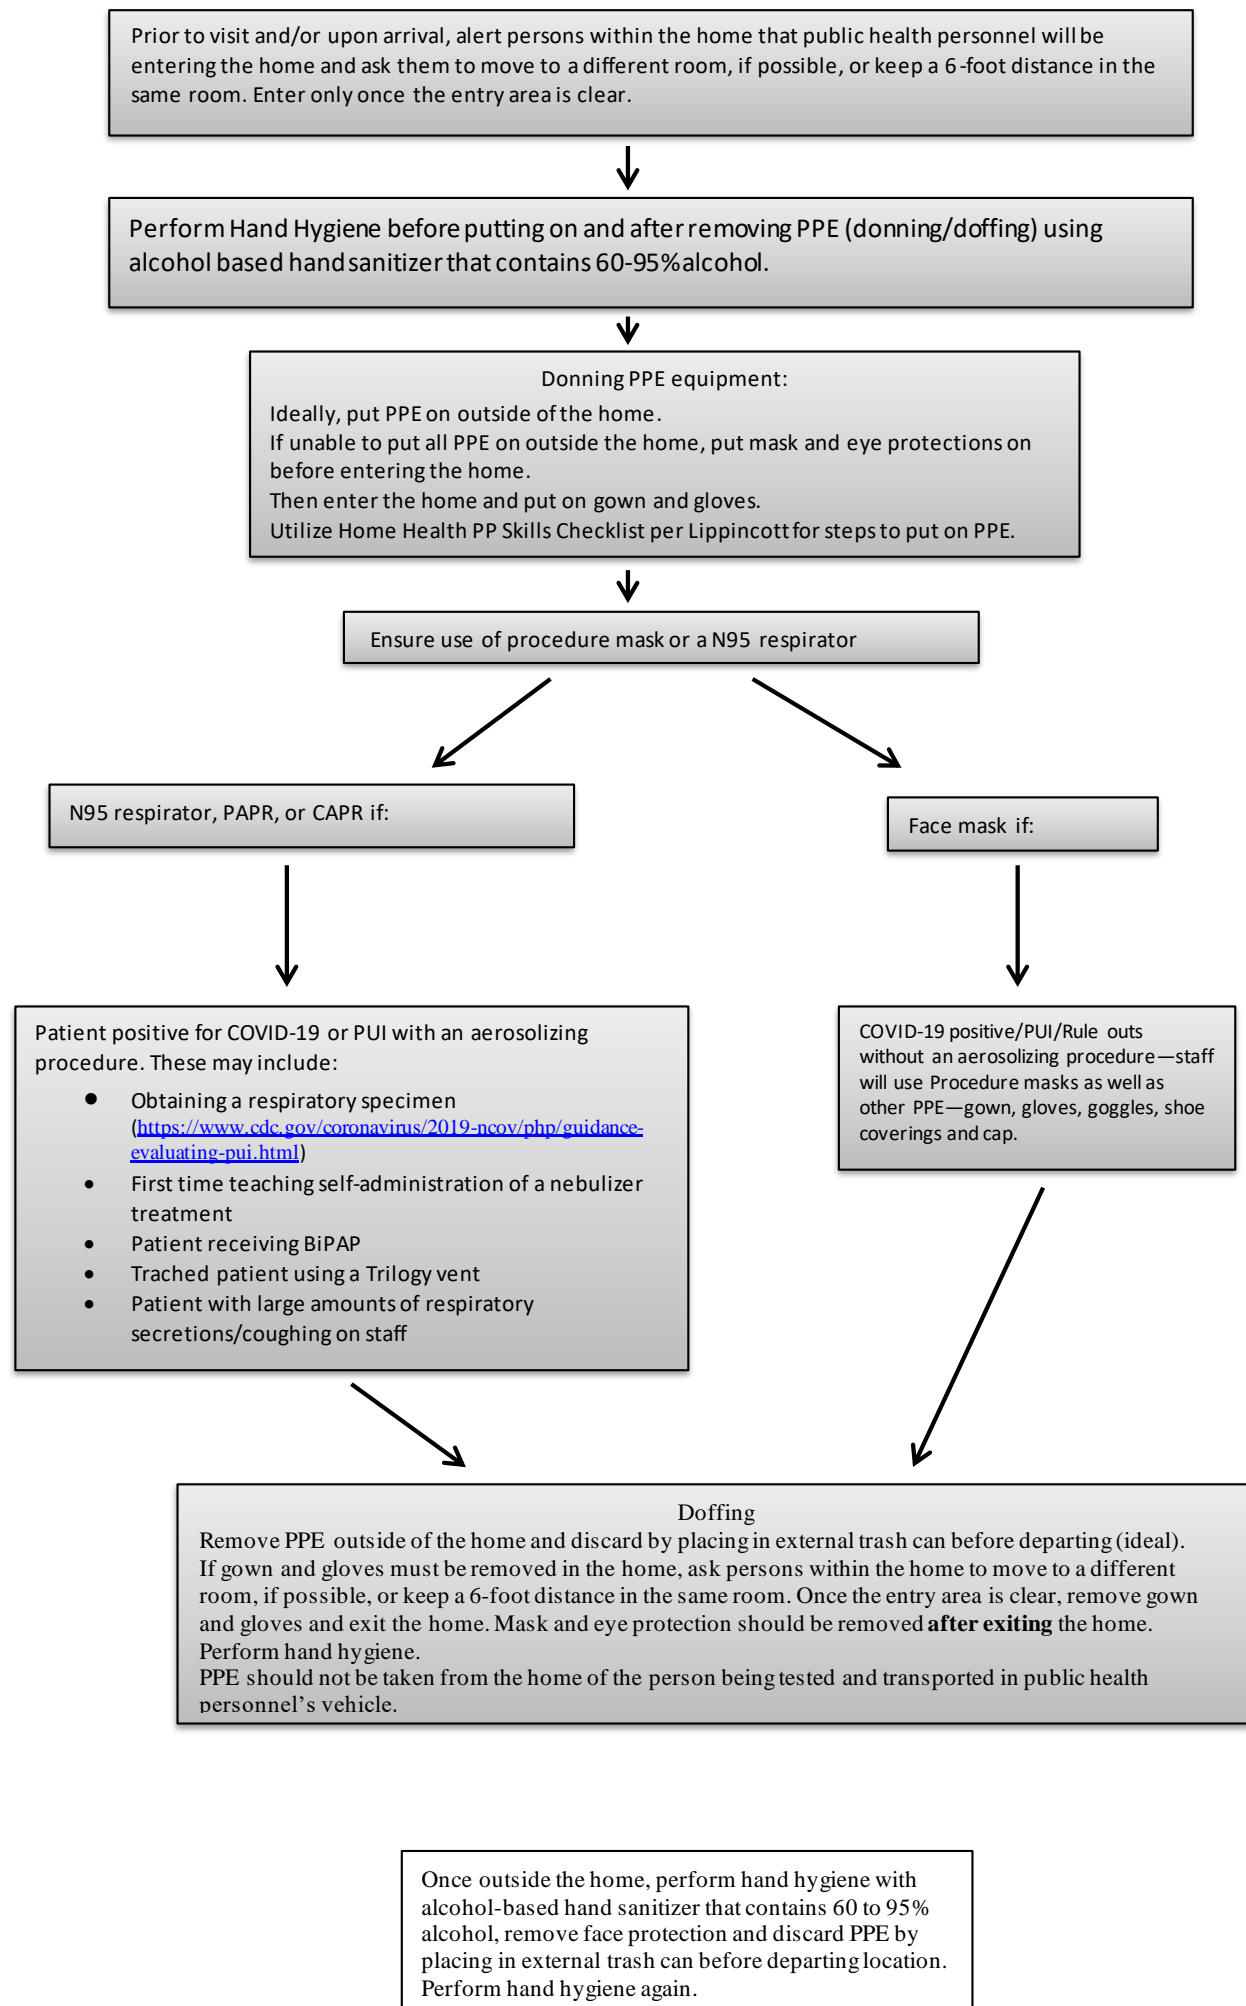 Prior to visit and/or upon arrival, alert persons within the home that public health personnel will be
entering the home and ask them to move to a different room, if possible, or keep a 6-foot distance in the
same room. Enter only once the entry area is clear.
Perform Hand Hygiene before putting on and after removing PPE (donning/doffing) using
alcohol based hand sanitizer that contains 60-95% alcohol.
Donning PPE equipment:
Ideally, put PPE on outside of the home.
If unable to put all PPE on outside the home, put mask and eye protections on
before entering the home.
Then enter the home and put on gown and gloves.
Utilize Home Health PP Skills Checklist per Lippincott for steps to put on PPE.
Ensure use of procedure mask or a N95 respirator
N95 respirator, PAPR, or CAPR if:
Face mask if:
Patient positive for COVID-19 or PUI with an aerosolizing
procedure. These may include:
• Obtaining a respiratory specimen
(https://www.cdc.gov/coronavirus/2019-ncov/php/guidance-
evaluating-pui.html)
• First time teaching self-administration of a nebulizer
treatment
• Patient receiving BiPAP
• Trached patient using a Trilogy vent
• Patient with large amounts of respiratory
secretions/coughing on staff
COVID-19 positive/PUI/Rule outs
without an aerosolizing procedure—staff
will use Procedure masks as well as
other PPE—gown, gloves, goggles, shoe
coverings and cap.
Doffing
Remove PPE outside of the home and discard by placing in external trash can before departing (ideal).
If gown and gloves must be removed in the home, ask persons within the home to move to a different
room, if possible, or keep a 6-foot distance in the same room. Once the entry area is clear, remove gown
and gloves and exit the home. Mask and eye protection should be removed after exiting the home.
Perform hand hygiene.
PPE should not be taken from the home of the person being tested and transported in public health
personnel’s vehicle.
Once outside the home, perform hand hygiene with
alcohol-based hand sanitizer that contains 60 to 95%
alcohol, remove face protection and discard PPE by
placing in external trash can before departing location.
Perform hand hygiene again.